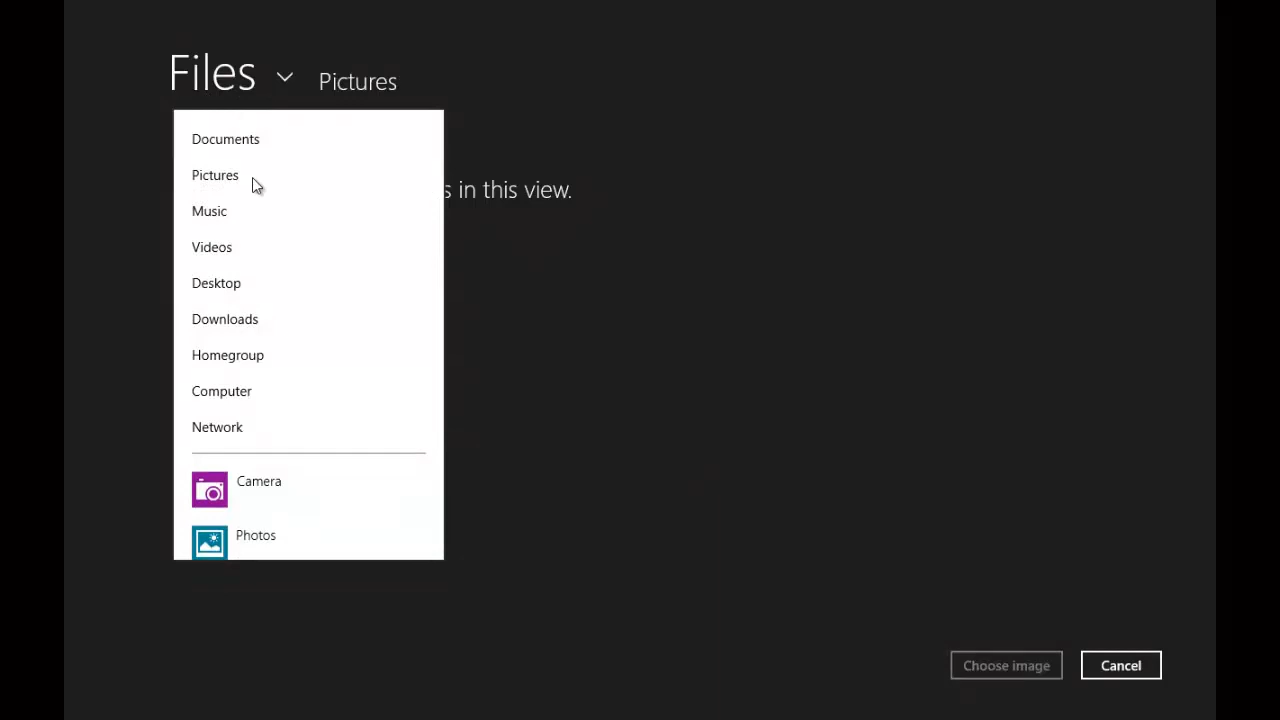 Files Pictures
Documents
Pictures
s in this view.
Music
Videos
Desktop
Downloads
Homegroup
Computer
Network
Camera
Photos
Choose image Cancel